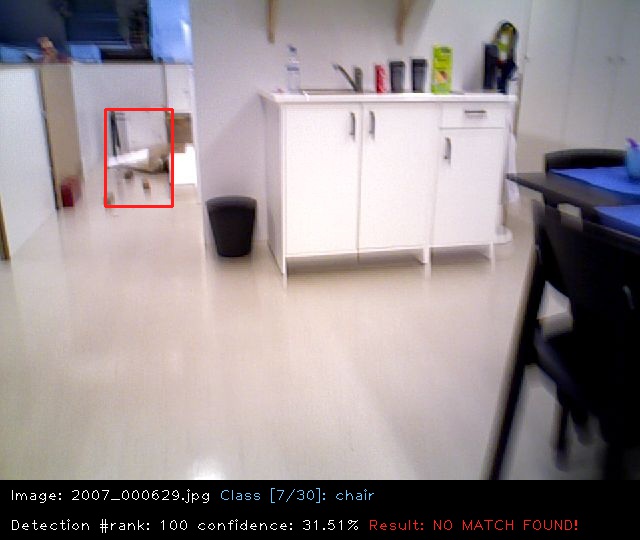 Image: 2007_000629.jpg Class [7/30]: chair
Detection #rank: 100 confidence: 31.51% Result: NO MATCH FOUND!